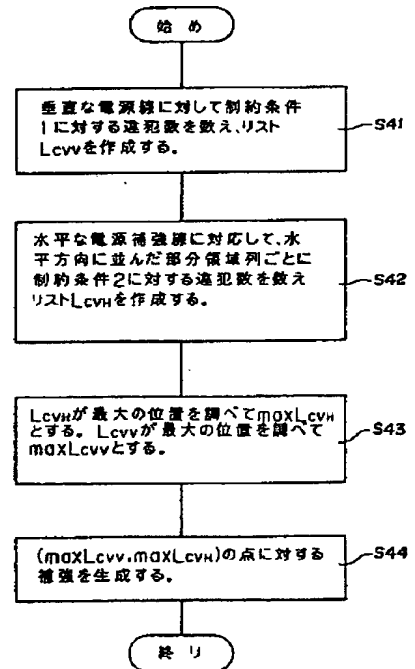 始め
垂直な電源線に対して制約条件
1に対する違犯数を数え、リスト
Lcvvを作成する。
S41
水平な電源補強線に対応して、水
平方向に並んだ部分領域列ごとに
制約条件2に対する違犯数を数え
リストLcvHを作成する。
S42
LcvHが最大の位置を調べてmaxLcvH
とする。Lcvvが最大の位置を調べて
maxLcvvとする。
S43
(maxLcvv,maxLcvH)の点に対する
補強を生成する。
S44
終り